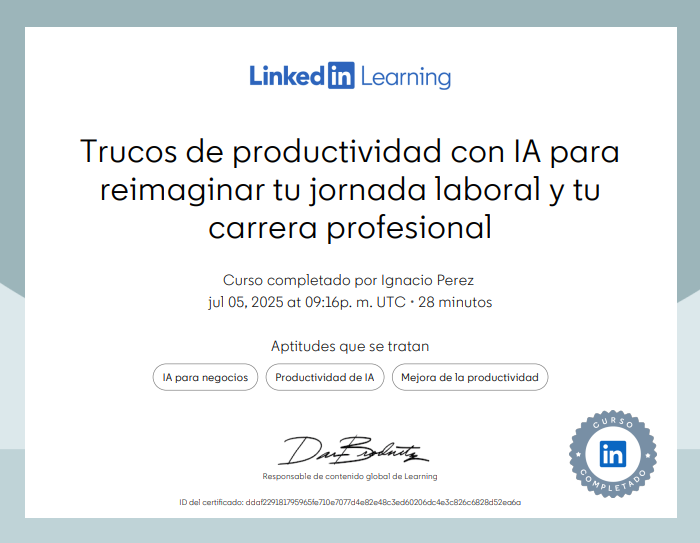 Linkedin Learning
Trucos de productividad con IA para
reimaginar tu jornada laboral y tu
carrera profesional
Curso completado por Ignacio Perez
jul 05, 2025 at 09:16p. m. UTC • 28 minutos
Aptitudes que se tratan
IA para negocios
Productividad de IA
Mejora de la productividad
Responsable de contenido global de Learning
CURSO
in
COMPLETADO
ID del certificado: ddaf229181795965fe710e7077d4e82e48c3ed60206dc4e3c826c6828d52ea6a